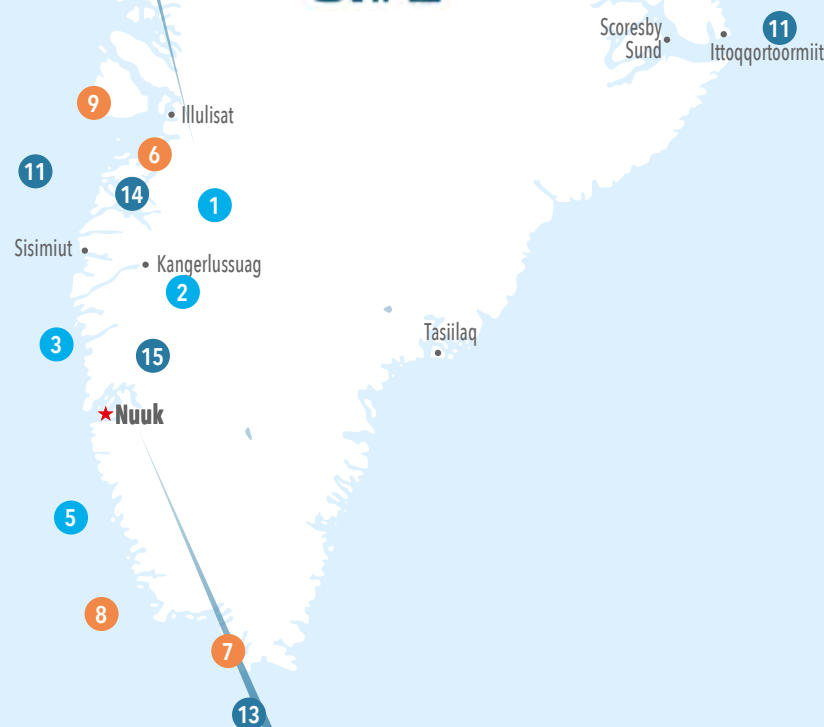 Scoresby
Sund
11
Ittoqqortoormiit
9
Illulisat
6
11
14
1
Sisimiut
Kangerlussuag
2
3
15
Tasiilaq
Nuuk
5
8
7
13